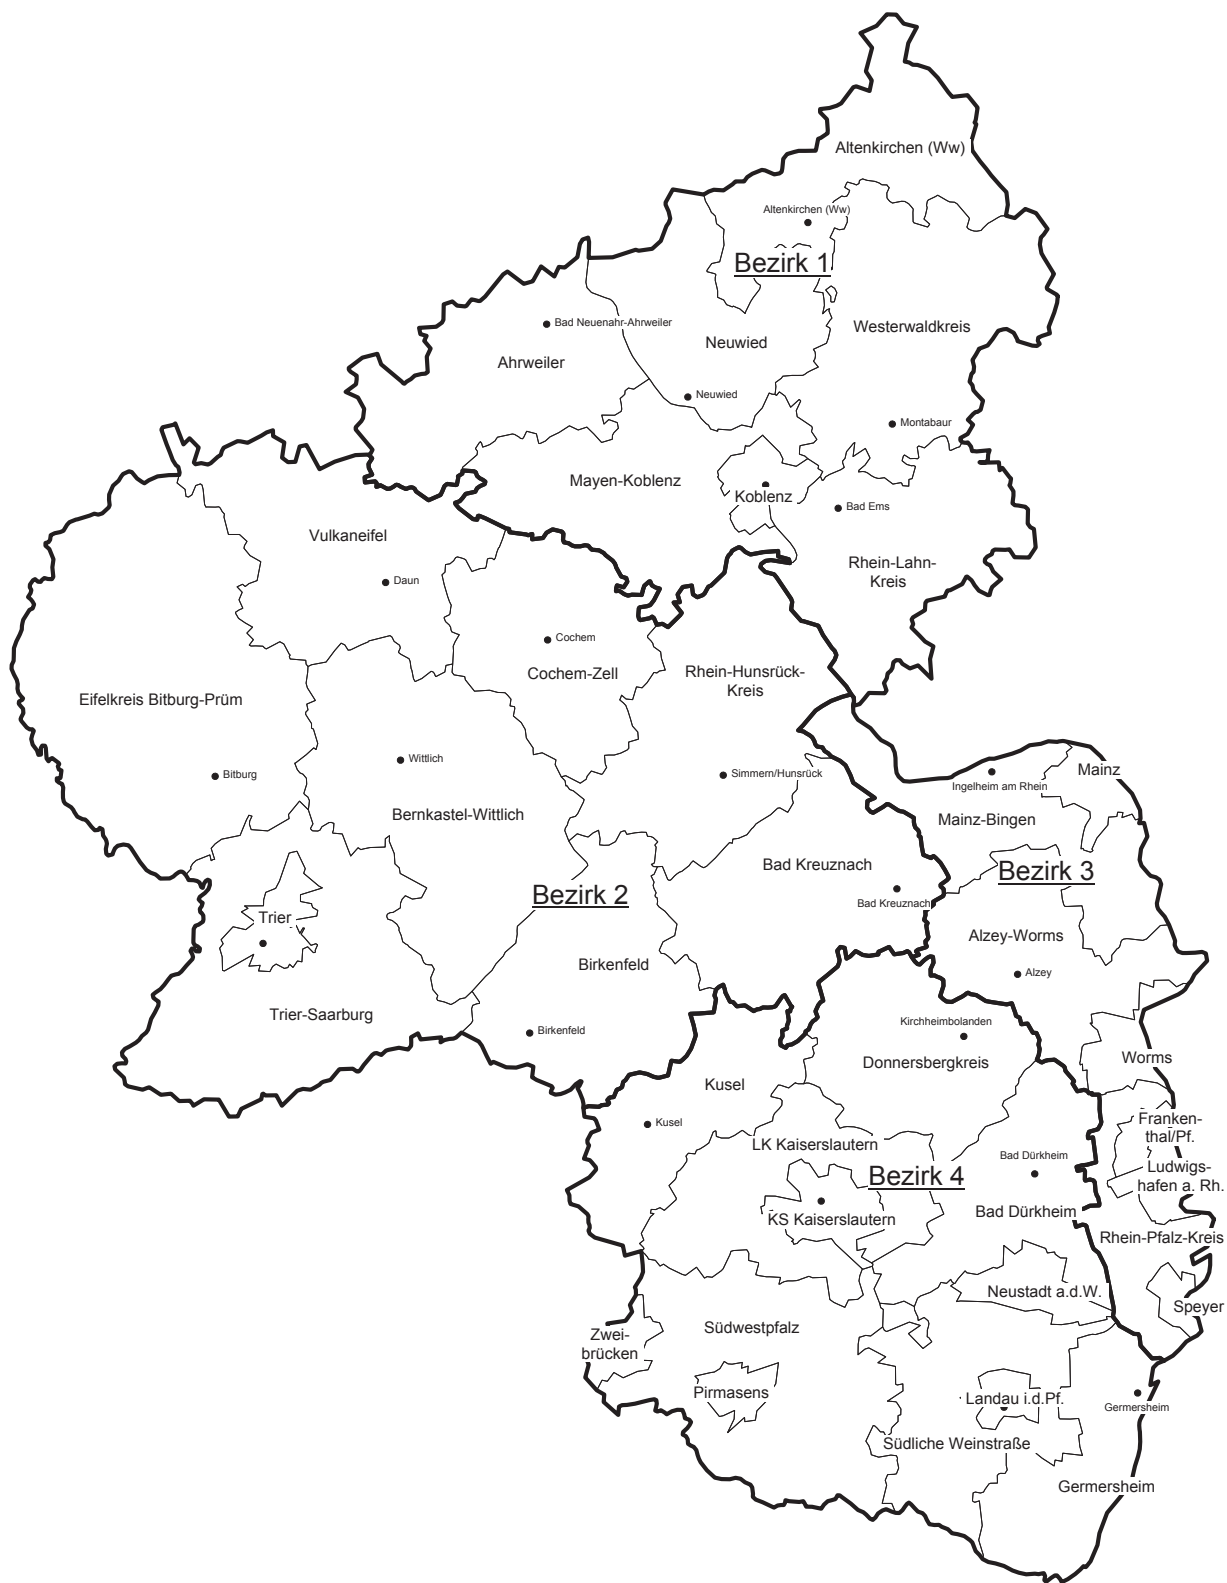 Altenkirchen (Ww)
Altenkirchen (Ww)
Bezirk 1
Bad Neuenahr-Ahrweiler
Westerwaldkreis
Neuwied
Ahrweiler
Neuwied
Montabaur
Mayen-Koblenz
Koblenz
Bad Ems
Vulkaneifel
Rhein-Lahn-
Kreis
Daun
Cochem
Cochem-Zell
Rhein-Hunsrück-
Kreis
Eifelkreis Bitburg-Prüm
Wittlich
Bitburg
Simmern/Hunsrück
Mainz
Ingelheim am Rhein
Bernkastel-Wittlich
Mainz-Bingen
Bad Kreuznach
Bezirk 3
Bezirk 2
Bad Kreuznach
Trier
Alzey-Worms
Birkenfeld
Alzey
Trier-Saarburg
Kirchheimbolanden
Birkenfeld
Donnersbergkreis
Worms
Kusel
Kusel
Franken-
thal/Pf.
LK Kaiserslautern
Bad Dürkheim
Ludwigs-
hafen a. Rh.
Bezirk 4
Bad Dürkheim
KS Kaiserslautern
Rhein-Pfalz-Kreis
Neustadt a.d.W.
Speyer
Südwestpfalz
Zwei-
brücken
Pirmasens
Landau i.d.Pf.
Germersheim
Südliche Weinstraße
Germersheim